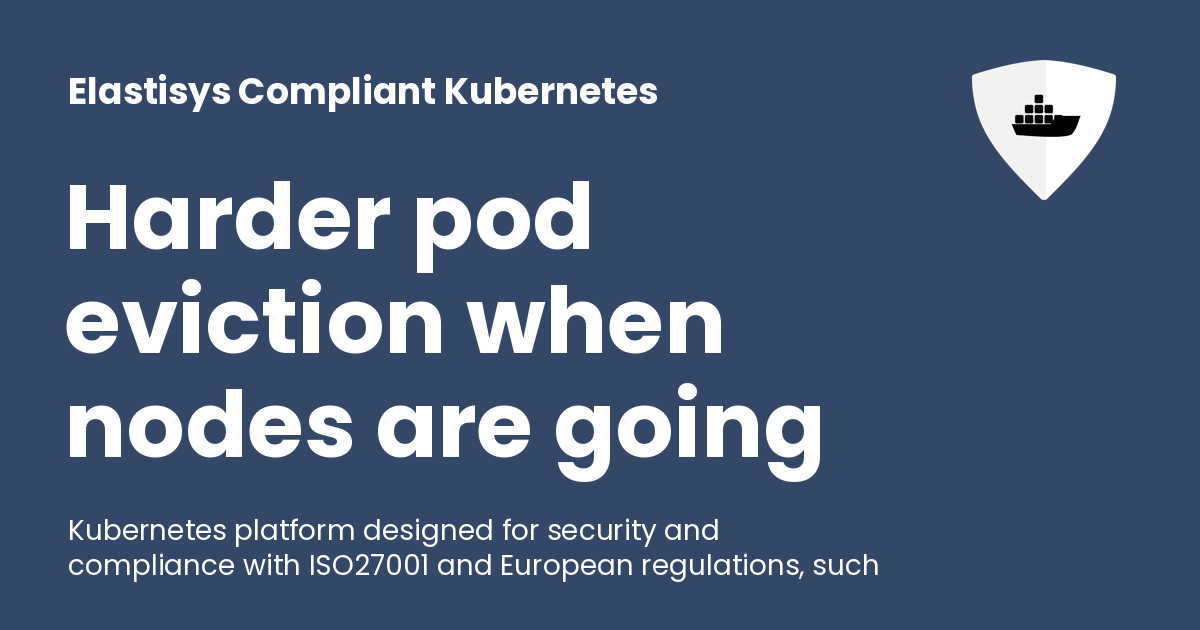 Elastisys Compliant Kubernetes
Harder pod
eviction when
nodes are going
Kubernetes platform designed for security and
compliance with ISO27001 and European regulations, such